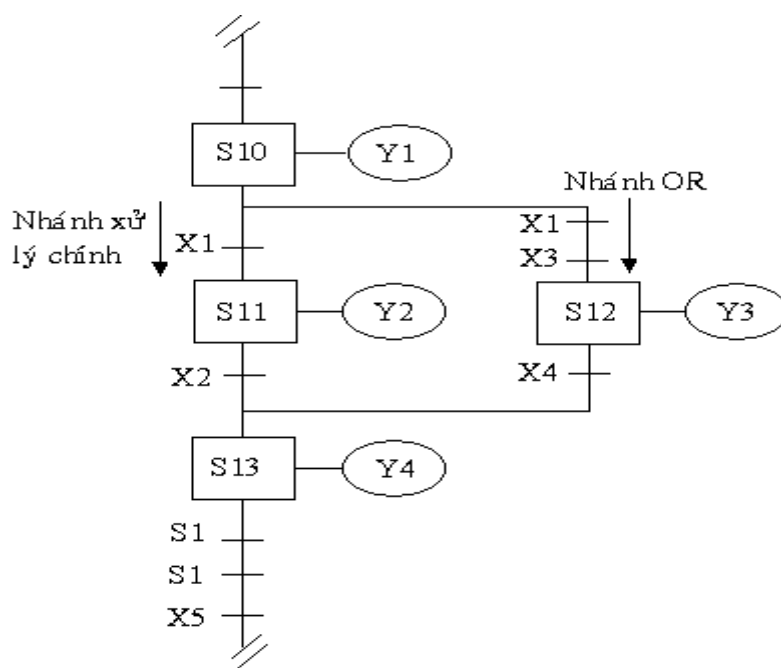 S10
Y1
Nhánh xử
lý chính
Nhánh OR
X1
X1
X3
S11
Y2
S12
Y3
X2
X4
S13
Y4
S1
S1
X5